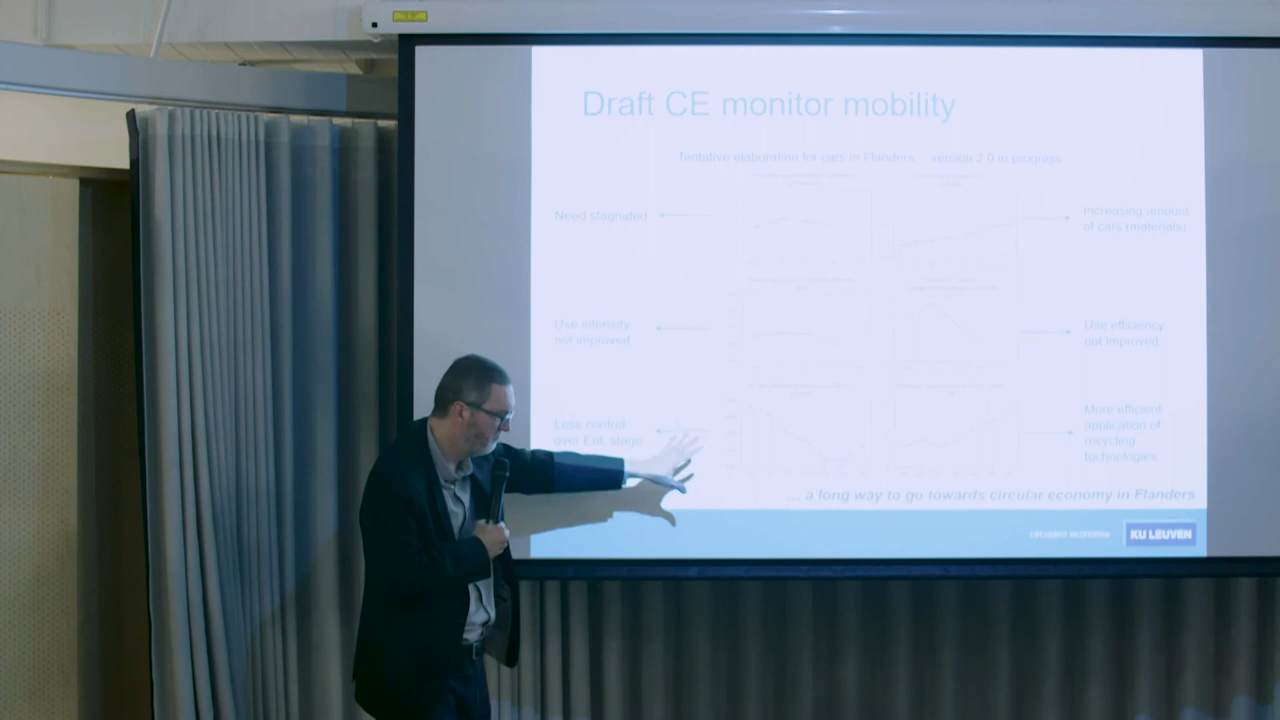 Draft CE monitor mobility
Tentative elaboration for cars in Flanders version 2.0 in progress
Need stagnated
Increasing amount
of cars (materials)
Use intensity
not improved
Use efficiency
not improved
Less control
over EoL stage
More efficient
application of
recycling
technologies
... a long way to go towards circular economy in Flanders
circulaire economie
KU LEUVEN